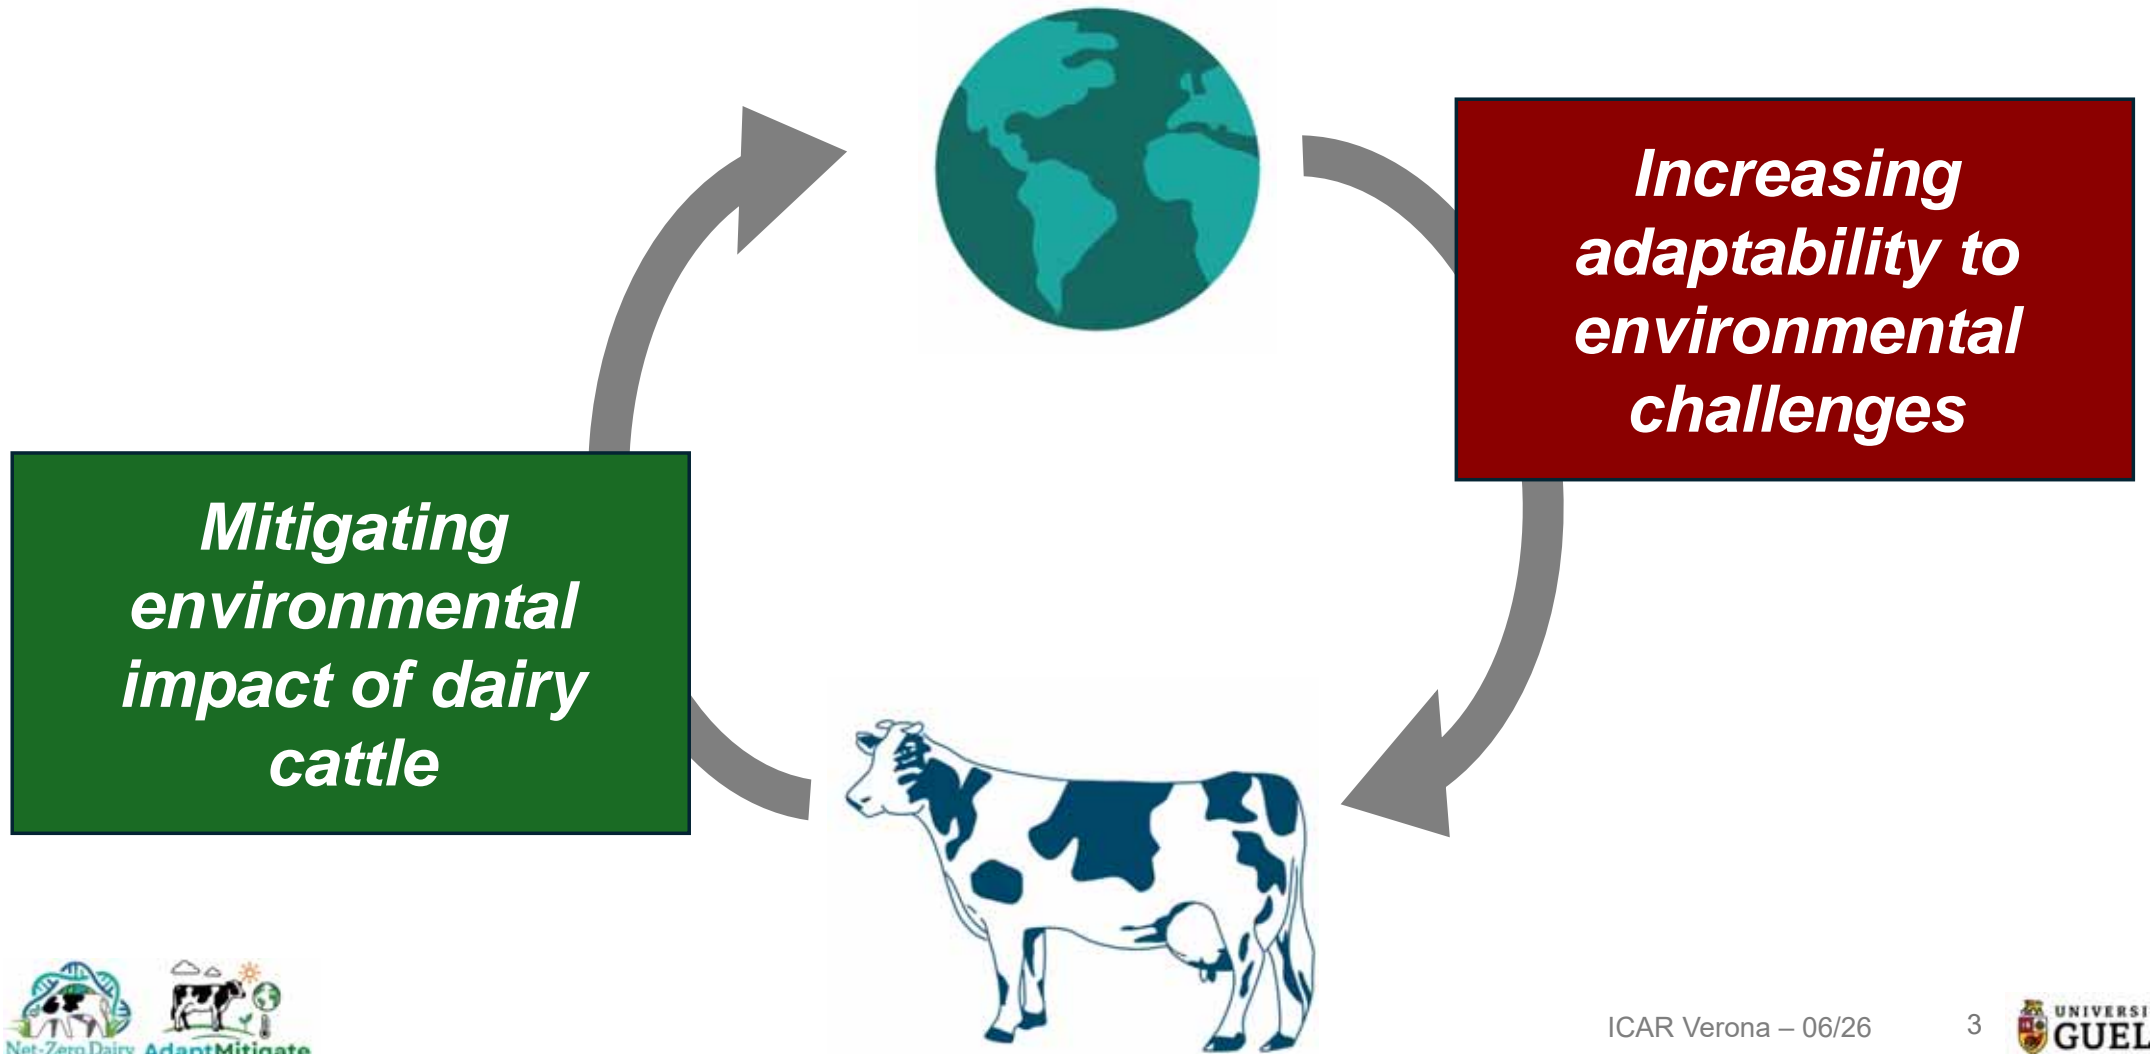 Increasing
adaptability to
environmental
challenges
Mitigating
environmental
impact of dairy
cattle
Net-Zero Dairy
AdaptMitigate
ICAR Verona – 06/26
3
UNIVERSI
GUEL